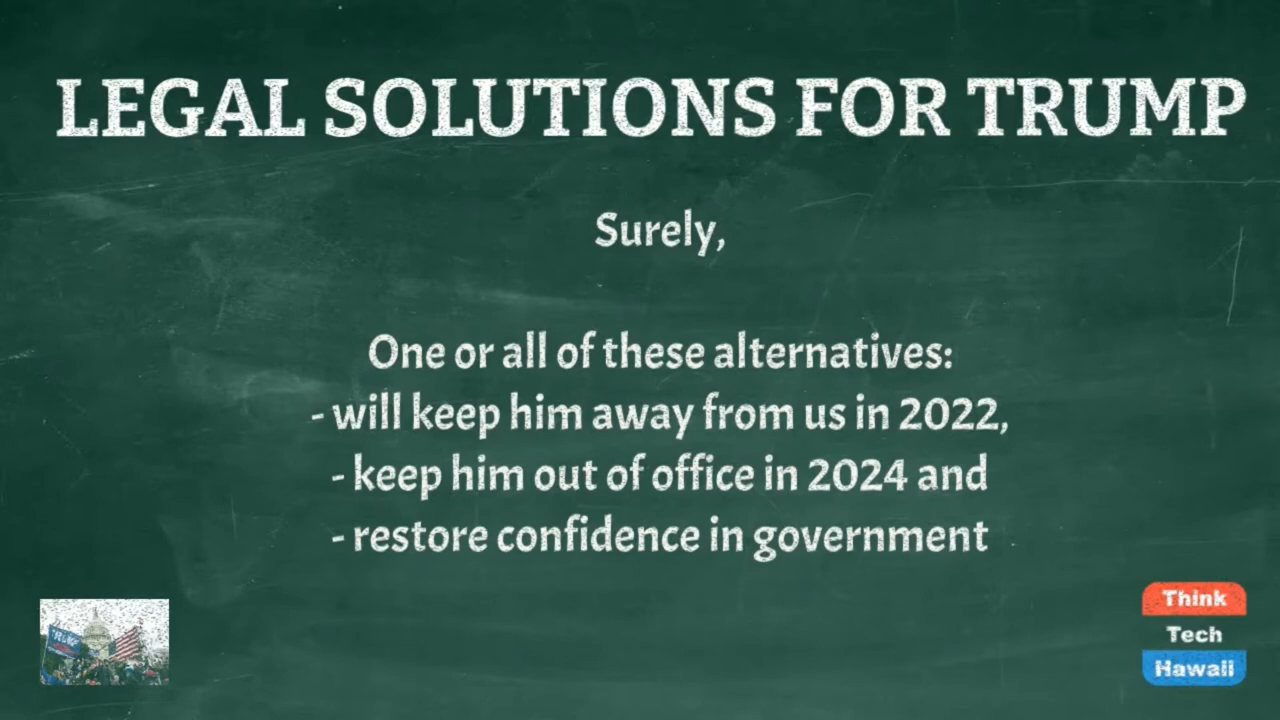 LEGAL SOLUTIONS FOR TRUMP
Surely,
One or all of these alternatives:
- will keep him away from us in 2022,
- keep him out of office in 2024 and
- restore confidence in government
TRUMP
Think
Tech
Hawaii